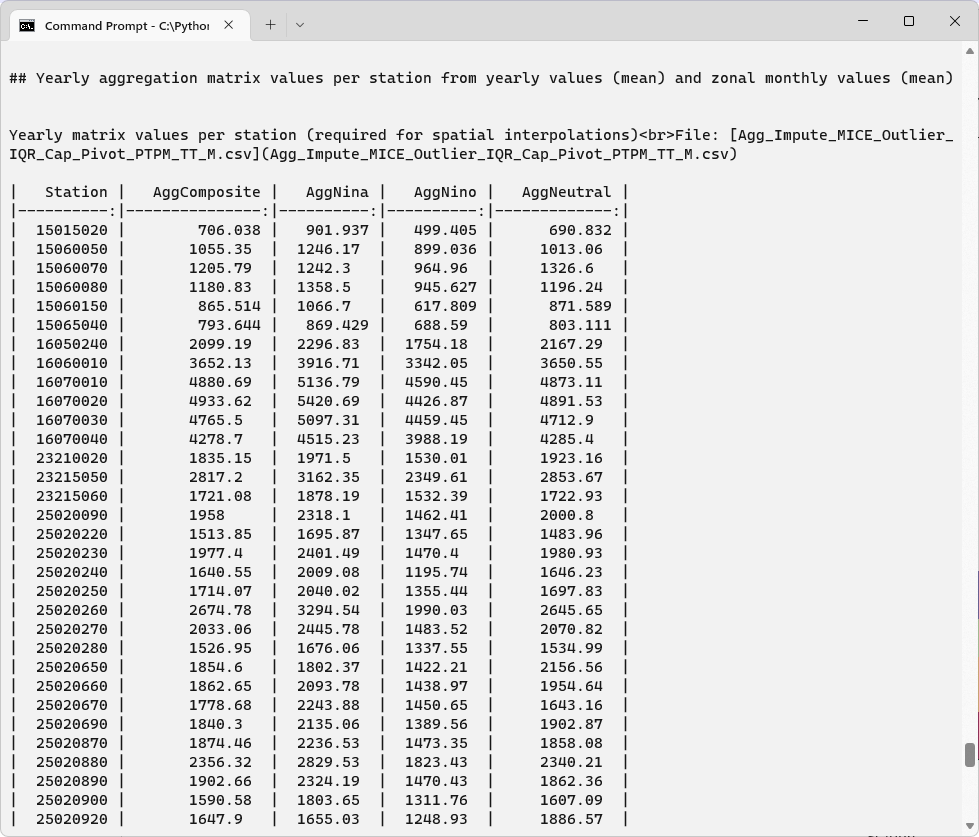 Command Prompt - C:\Pythor
## Yearly aggregation matrix values per station from yearly values (mean) and zonal monthly values (mean)
Yearly matrix values per station (required for spatial interpolations)<br>File: [Agg_Impute_MICE_Outlier_
IQR_Cap_Pivot_PTPM_TT_M.csv](Agg_Impute_MICE_Outlier_IQR_Cap_Pivot_PTPM_TT_M.csv)
|   Station |   AggComposite |   AggNina |   AggNino |   AggNeutral |
|----------:|---------------:|----------:|----------:|-------------:|
|  15015020 |        706.038 |   901.937 |   499.405 |      690.832 |
|  15060050 |       1055.35  |  1246.17  |   899.036 |     1013.06  |
|  15060070 |       1205.79  |  1242.3   |   964.96  |     1326.6   |
|  15060080 |       1180.83  |  1358.5   |   945.627 |     1196.24  |
|  15060150 |        865.514 |  1066.7   |   617.809 |      871.589 |
|  15065040 |        793.644 |   869.429 |   688.59  |      803.111 |
|  16050240 |       2099.19  |  2296.83  |  1754.18  |     2167.29  |
|  16060010 |       3652.13  |  3916.71  |  3342.05  |     3650.55  |
|  16070010 |       4880.69  |  5136.79  |  4590.45  |     4873.11  |
|  16070020 |       4933.62  |  5420.69  |  4426.87  |     4891.53  |
|  16070030 |       4765.5   |  5097.31  |  4459.45  |     4712.9   |
|  16070040 |       4278.7   |  4515.23  |  3988.19  |     4285.4   |
|  23210020 |       1835.15  |  1971.5   |  1530.01  |     1923.16  |
|  23215050 |       2817.2   |  3162.35  |  2349.61  |     2853.67  |
|  23215060 |       1721.08  |  1878.19  |  1532.39  |     1722.93  |
|  25020090 |       1958     |  2318.1   |  1462.41  |     2000.8   |
|  25020220 |       1513.85  |  1695.87  |  1347.65  |     1483.96  |
|  25020230 |       1977.4   |  2401.49  |  1470.4   |     1980.93  |
|  25020240 |       1640.55  |  2009.08  |  1195.74  |     1646.23  |
|  25020250 |       1714.07  |  2040.02  |  1355.44  |     1697.83  |
|  25020260 |       2674.78  |  3294.54  |  1990.03  |     2645.65  |
|  25020270 |       2033.06  |  2445.78  |  1483.52  |     2070.82  |
|  25020280 |       1526.95  |  1676.06  |  1337.55  |     1534.99  |
|  25020650 |       1854.6   |  1802.37  |  1422.21  |     2156.56  |
|  25020660 |       1862.65  |  2093.78  |  1438.97  |     1954.64  |
|  25020670 |       1778.68  |  2243.88  |  1450.65  |     1643.16  |
|  25020690 |       1840.3   |  2135.06  |  1389.56  |     1902.87  |
|  25020870 |       1874.46  |  2236.53  |  1473.35  |     1858.08  |
|  25020880 |       2356.32  |  2829.53  |  1823.43  |     2340.21  |
|  25020890 |       1902.66  |  2324.19  |  1470.43  |     1862.36  |
|  25020900 |       1590.58  |  1803.65  |  1311.76  |     1607.09  |
|  25020920 |       1647.9   |  1655.03  |  1248.93  |     1886.57  |